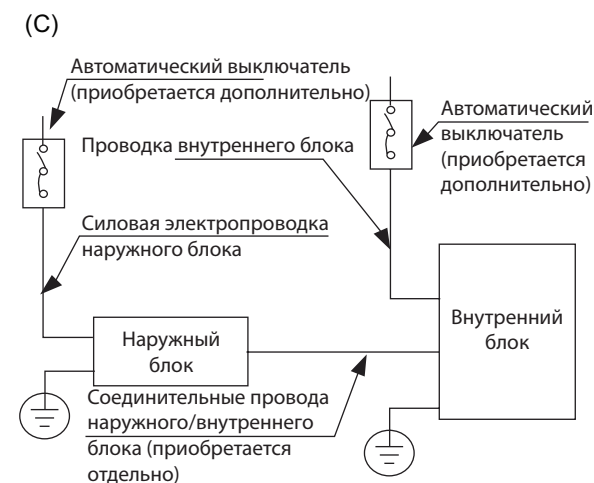 (C)
Автоматический выключатель
(приобретается дополнительно)
Автоматический
выключатель
(приобретается
дополнительно)
Проводка внутреннего блока
Силовая электропроводка
наружного блока
Наружный
блок
Внутренний
блок
Соединительные провода
наружного/внутреннего
блока (приобретается
отдельно)